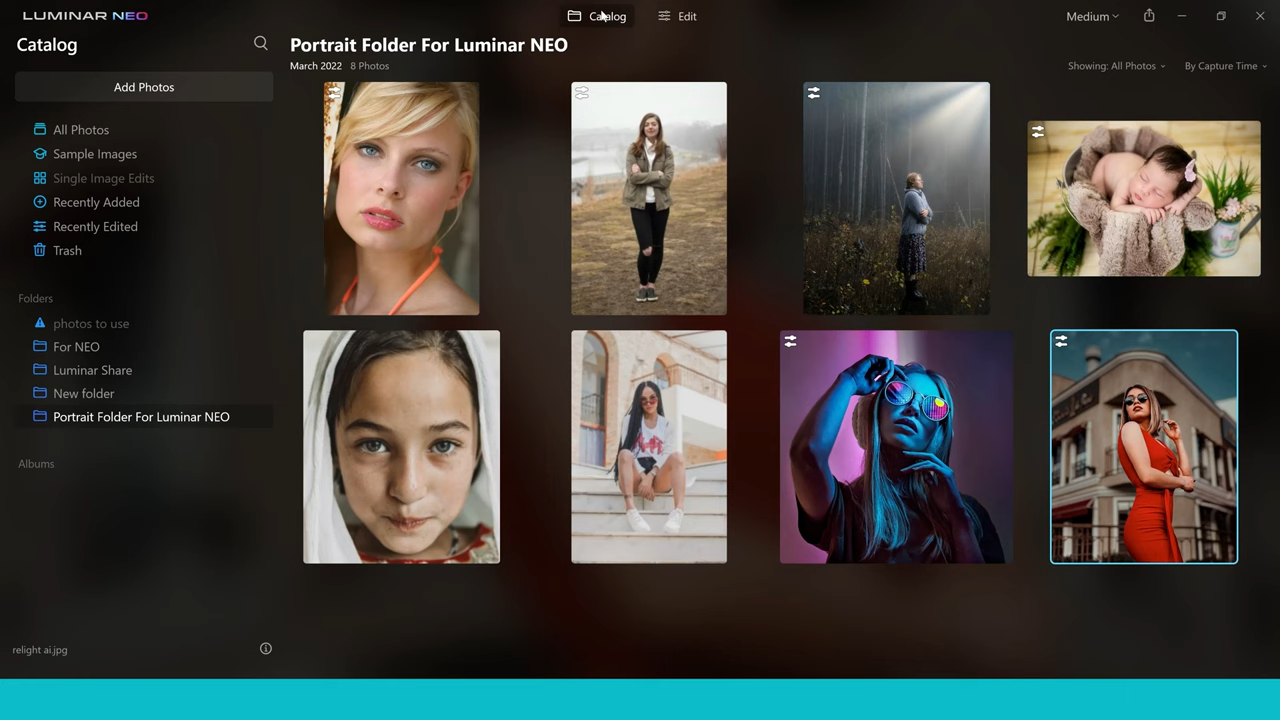 LUMINAR NEO
Catalog
Edit
Medium
Catalog
Add Photos
All Photos
Sample Images
Single Image Edits
Recently Added
Recently Edited
Trash
Folders
photos to use
For NEO
Luminar Share
New folder
Portrait Folder For Luminar NEO
Albums
relight ai.jpg
Portrait Folder For Luminar NEO
March 2022 8 Photos
Showing: All Photos
By Capture Time